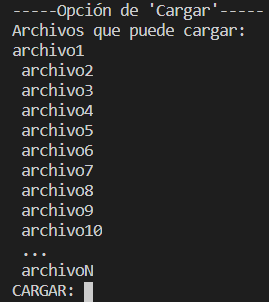 -----Opción de 'Cargar'-----
Archivos que puede cargar:
archivo1
archivo2
archivo3
archivo4
archivo5
archivo6
archivo7
archivo8
archivo9
archivo10
...
archivoN
CARGAR: